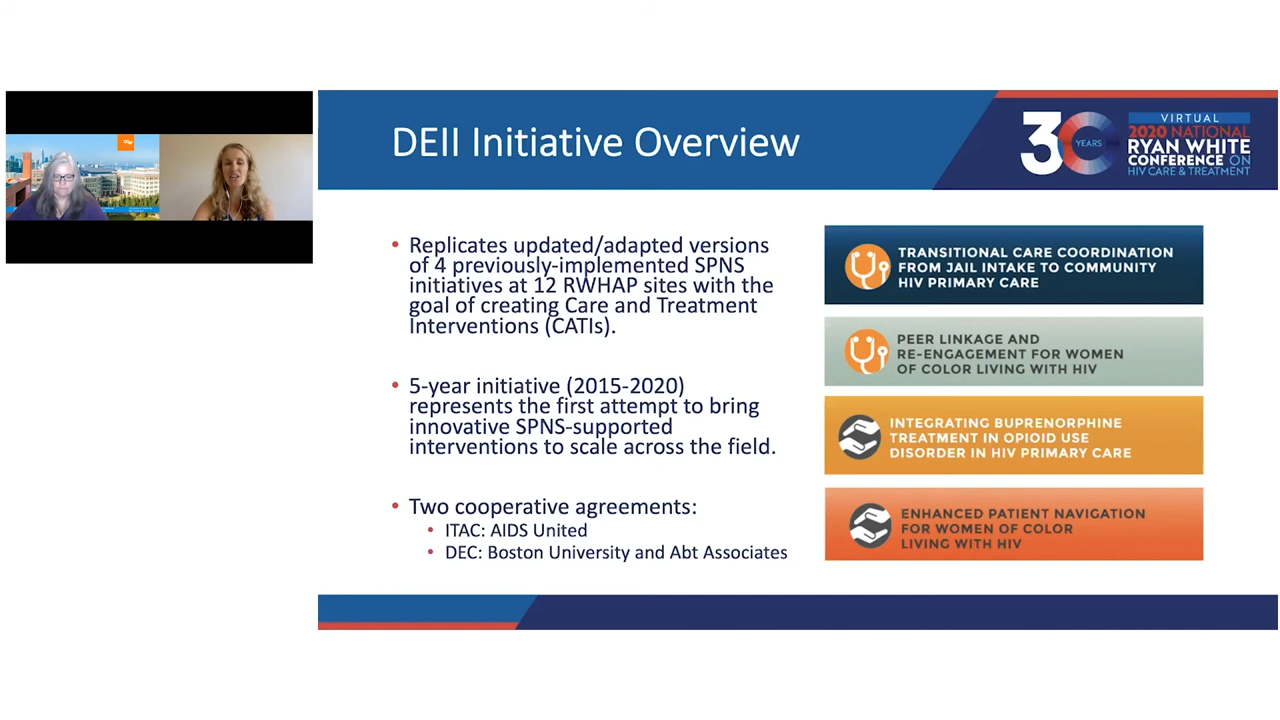 DEII Initiative Overview
30 YEARS
VIRTUAL
2020 NATIONAL
RYAN WHITE
CONFERENCE ON
HIV CARE & TREATMENT
• Replicates updated/adapted versions
of 4 previously-implemented SPNS
initiatives at 12 RWHAP sites with the
goal of creating Care and Treatment
Interventions (CATIs).
• 5-year initiative (2015-2020)
represents the first attempt to bring
innovative SPNS-supported
interventions to scale across the field.
• Two cooperative agreements:
• ITAC: AIDS United
• DEC: Boston University and Abt Associates
TRANSITIONAL CARE COORDINATION
FROM JAIL INTAKE TO COMMUNITY
HIV PRIMARY CARE
PEER LINKAGE AND
RE-ENGAGEMENT FOR WOMEN
OF COLOR LIVING WITH HIV
INTEGRATING BUPRENORPHINE
TREATMENT IN OPIOID USE
DISORDER IN HIV PRIMARY CARE
ENHANCED PATIENT NAVIGATION
FOR WOMEN OF COLOR
LIVING WITH HIV